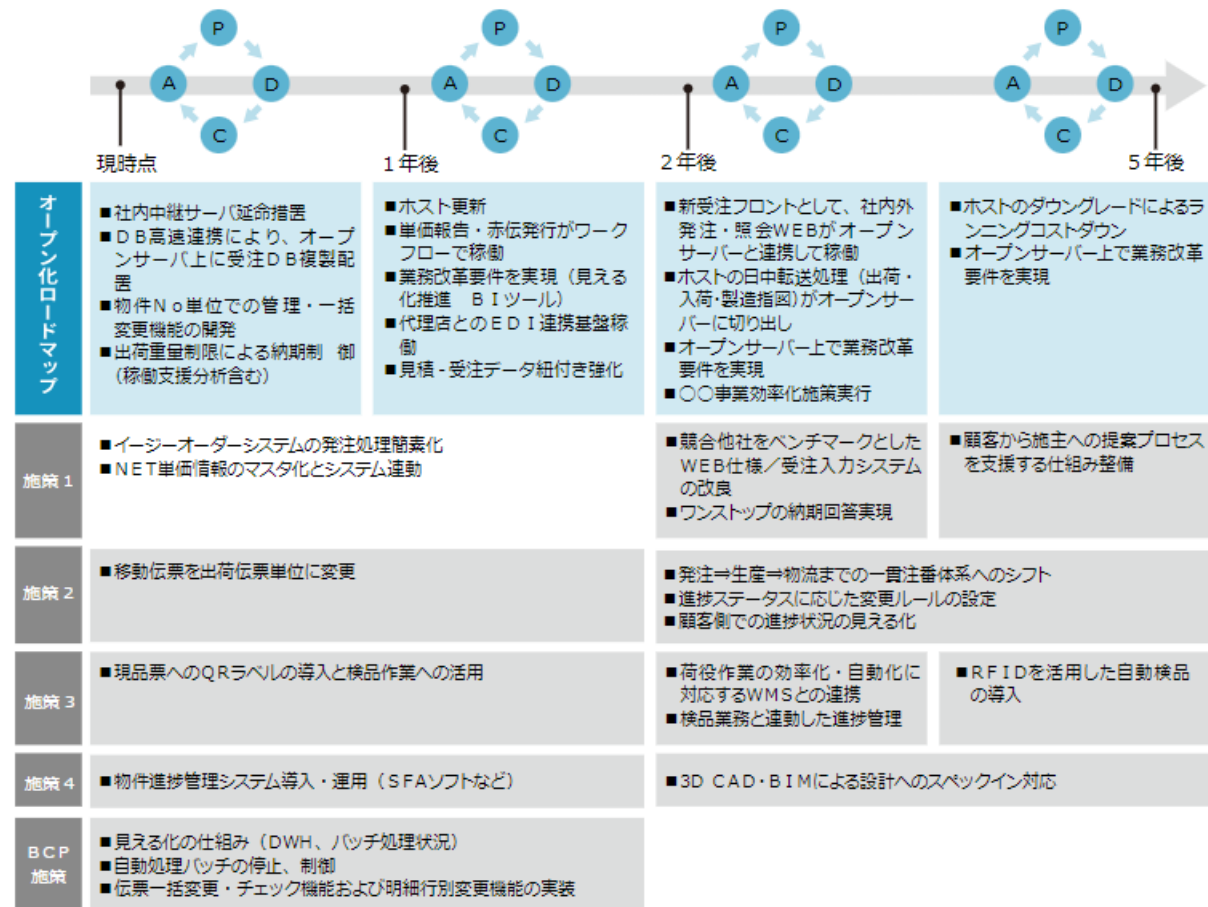 P
A
D
C
P
A
D
C
P
A
D
C
P
A
D
C
現時点
1年後
2年後
5年後
オープン化ロードマップ
■社内中継サーバ延命措置
■DB高速連携により、オープ
ンサーバ上に受注DB複製配
置
■物件No単位での管理・一括
変更機能の開発
■出荷重量制限による納期制 御
(稼働支援分析含む)
■ホスト更新
■単価報告・赤伝発行がワーク
フローで稼働
■業務改革要件を実現(見える
化推進 BIツール)
■代理店とのEDI連携基盤稼
働
■見積-受注データ紐付き強化
■新受注フロントとして、社内外
発注・照会WEBがオープン
サーバーと連携して稼働
■ホストの日中転送処理(出荷・
入荷・製造指図)がオープンサー
バーに切り出し
■オープンサーバー上で業務改革
要件を実現
■〇〇事業効率化施策実行
■ホストのダウングレードによるラ
ンニングコストダウン
■オープンサーバー上で業務改革
要件を実現
施策1
■イージーオーダーシステムの発注処理簡素化
■NET単価情報のマスタ化とシステム連動
■競合他社をベンチマークとした
WEB仕様/受注入力システム
の改良
■ワンストップの納期回答実現
■顧客から施主への提案プロセス
を支援する仕組み整備
施策2
■移動伝票を出荷伝票単位に変更
■発注⇒生産⇒物流までの一貫注番体系へのシフト
■進捗ステータスに応じた変更ルールの設定
■顧客側での進捗状況の見える化
施策3
■現品票へのQRラベルの導入と検品作業への活用
■荷役作業の効率化・自動化に
対応するWMSとの連携
■検品業務と連動した進捗管理
■RFIDを活用した自動検品
の導入
施策4
■物件進捗管理システム導入・運用(SFAソフトなど)
■3D CAD・BIMによる設計へのスペックイン対応
BCP
施策
■見える化の仕組み(DWH、バッチ処理状況)
■自動処理バッチの停止、制御
■伝票一括変更・チェック機能および明細行別変更機能の実装